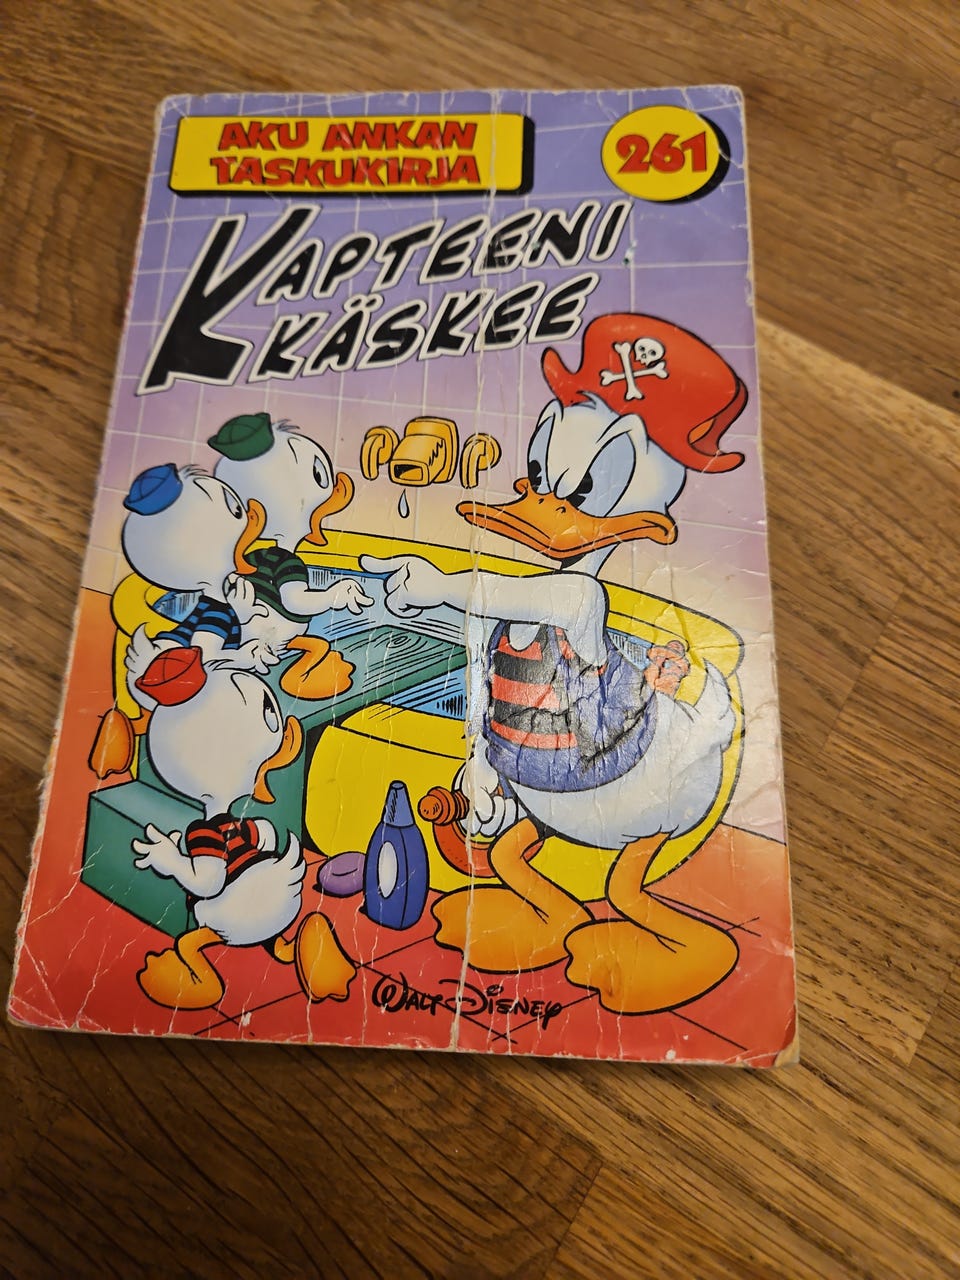 AKU ANKAN
TASKUKIRJA
261
KAPTEENI
KÄSKEE
WALT DISNEY